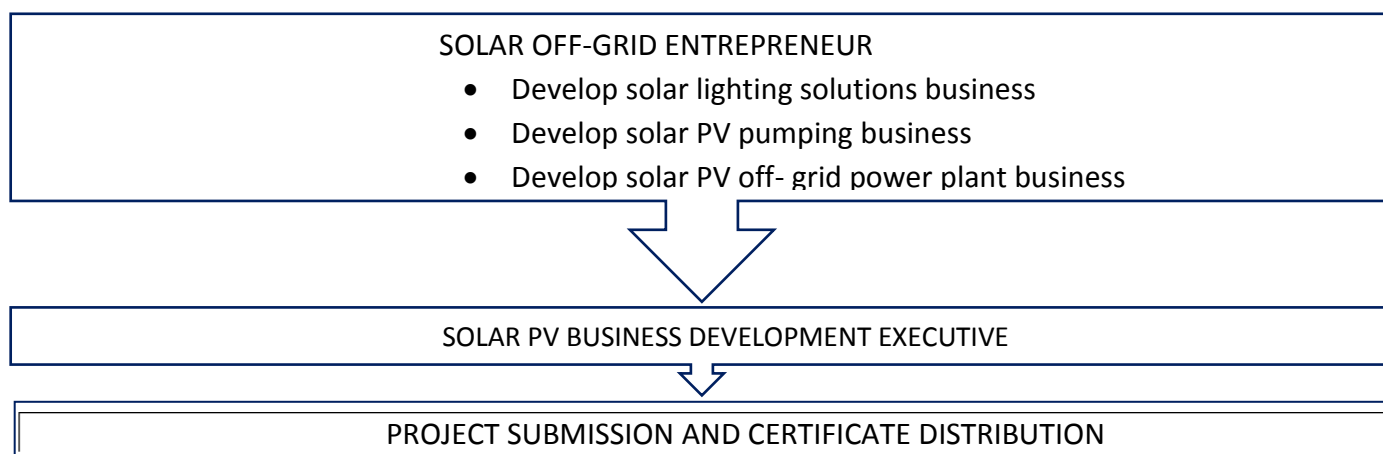 SOLAR OFF-GRID ENTREPRENEUR
• Develop solar lighting solutions business
• Develop solar PV pumping business
• Develop solar PV off- grid power plant business
SOLAR PV BUSINESS DEVELOPMENT EXECUTIVE
PROJECT SUBMISSION AND CERTIFICATE DISTRIBUTION